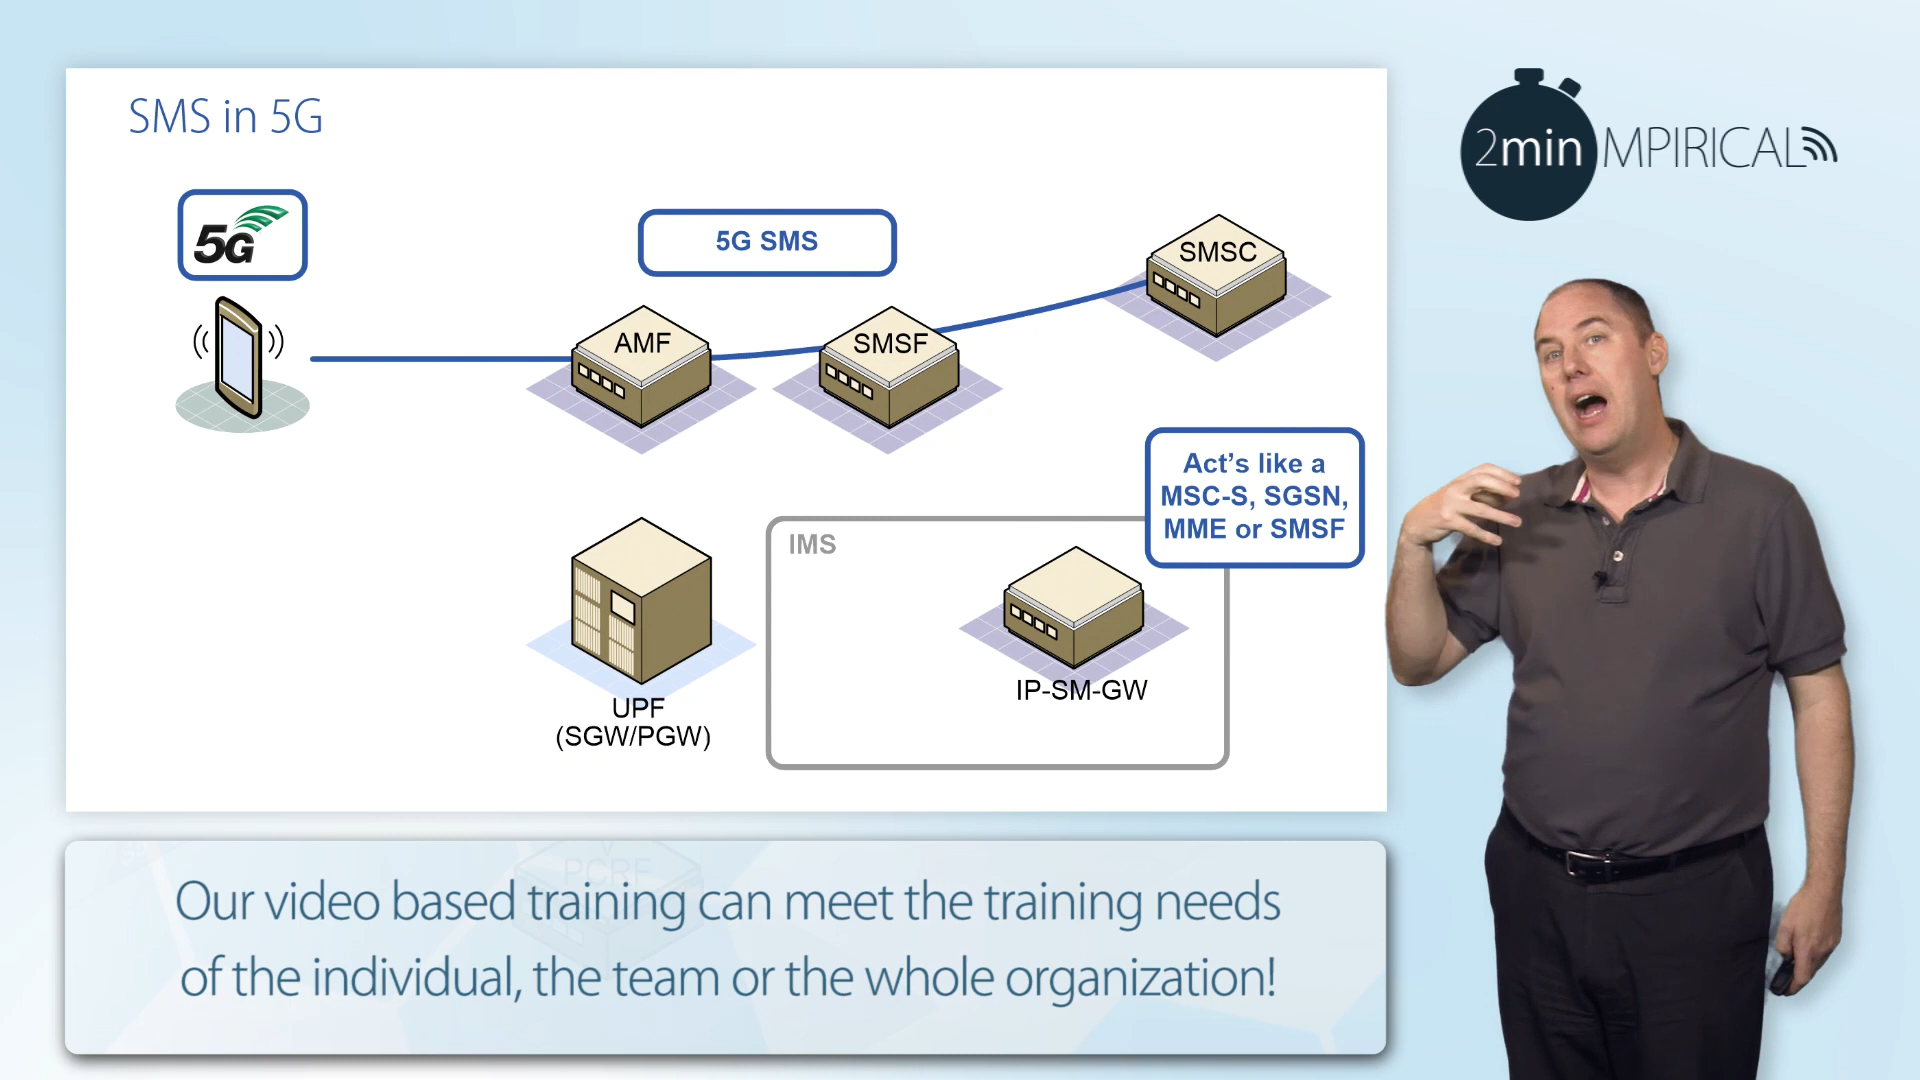 SMS in 5G
2min MPIRICAL
5G
5G SMS
SMSC
AMF
SMSF
Act's like a
MSC-S, SGSN,
MME or SMSF
IMS
IP-SM-GW
UPF
(SGW/PGW)
PCRF
Our video based training can meet the training needs
of the individual, the team or the whole organization!